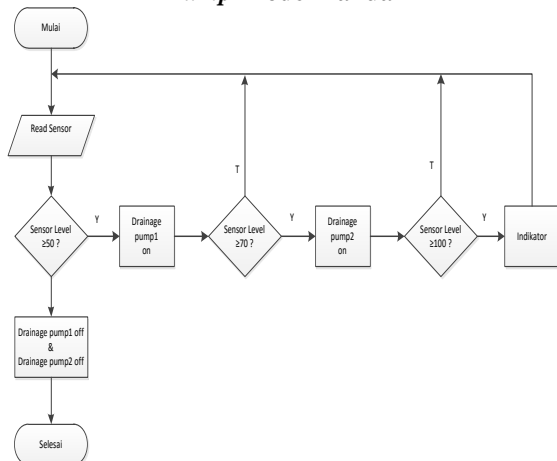 Mulai
Read Sensor
T
T
Sensor Level
≥50 ?
Y
Drainage
pump1
on
Sensor Level
≥70 ?
Y
Drainage
pump2
on
Sensor Level
≥100 ?
Y
Indikator
Drainage pump1 off
&
Drainage pump2 off
Selesai